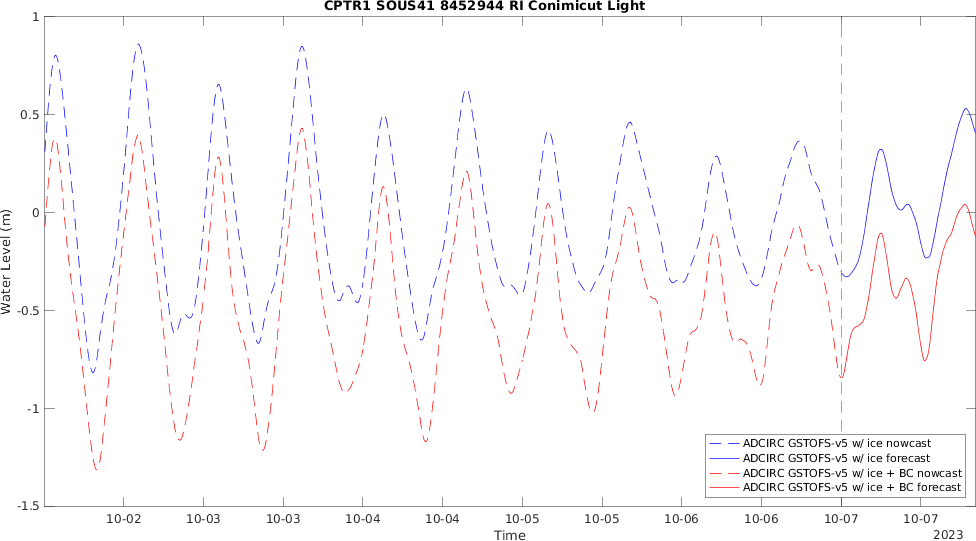 CPTR1 SOUS41 8452944 RI Conimicut Light
Water Level (m)
1
0.5
0
-0.5
-1
-1.5
10-02
10-03
10-03
10-04
10-04
10-05
10-05
10-06
10-06
10-07
10-07
Time
2023
ADCIRC GSTOFS-v5 w/ ice nowcast
ADCIRC GSTOFS-v5 w/ ice forecast
ADCIRC GSTOFS-v5 w/ ice + BC nowcast
ADCIRC GSTOFS-v5 w/ ice + BC forecast